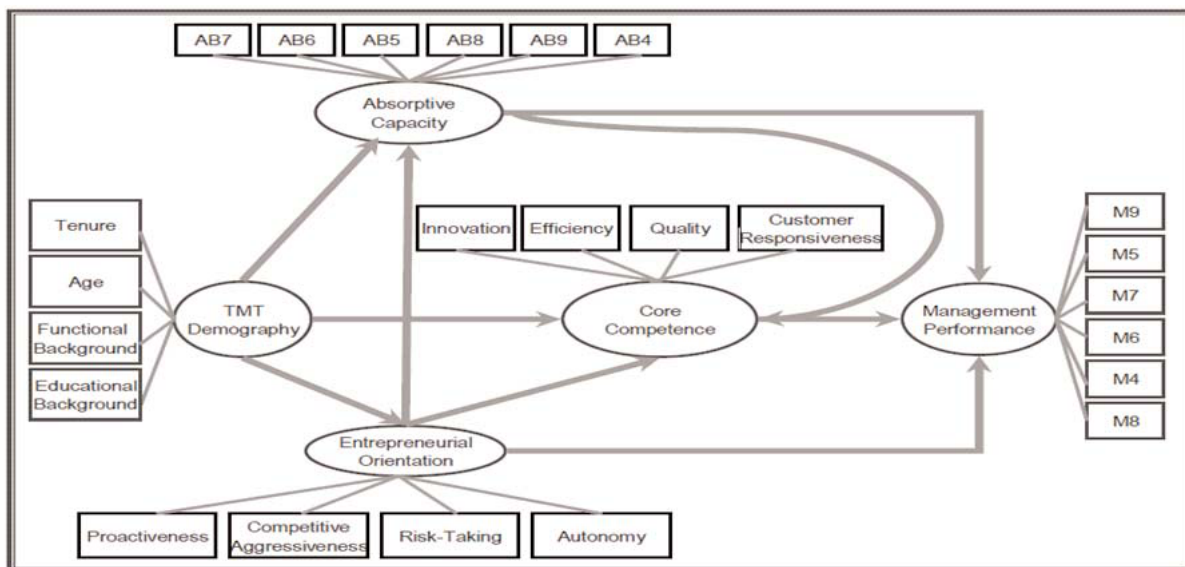 AB7
AB6
AB5
AB8
AB9
AB4
Absorptive
Capacity
Tenure
Age
Functional
Background
Educational
Background
TMT
Demography
Innovation
Efficiency
Quality
Customer
Responsiveness
Core
Competence
Management
Performance
M9
M5
M7
M6
M4
M8
Entrepreneurial
Orientation
Proactiveness
Competitive
Aggressiveness
Risk-Taking
Autonomy